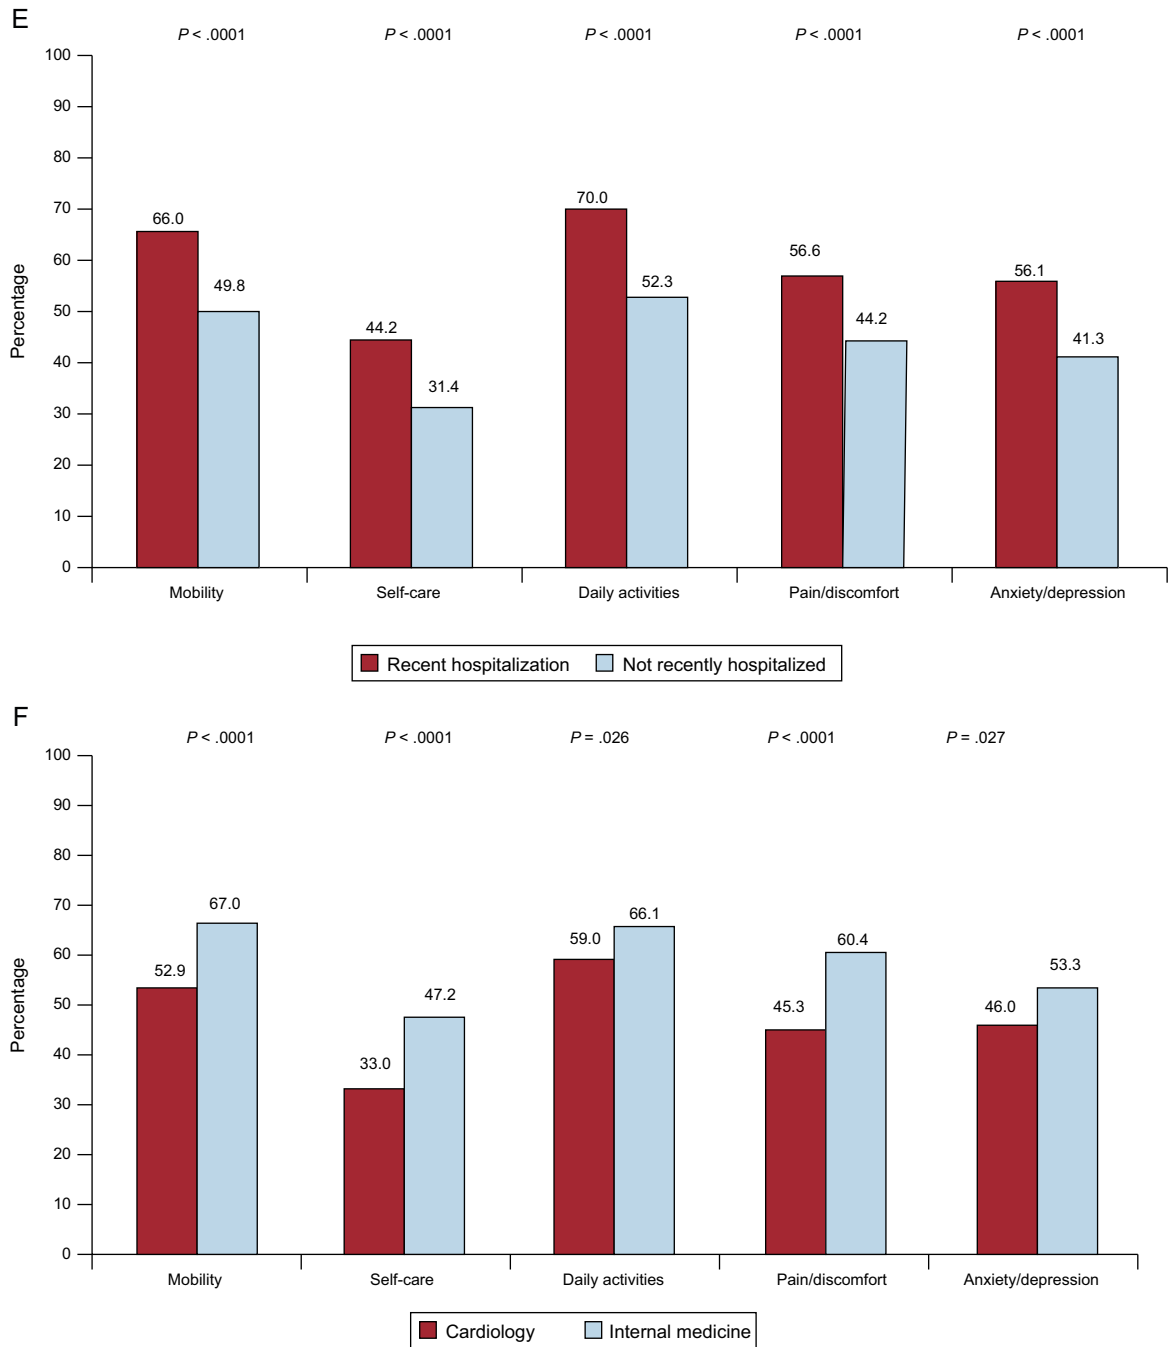 E
P < .0001 P < .0001 P < .0001 P < .0001 P < .0001
100
90
80
70
60
50
40
30
20
10
0
Percentage
66.0 49.8 44.2 31.4 70.0 52.3 56.6 44.2 56.1 41.3
Mobility Self-care Daily activities Pain/discomfort Anxiety/depression
Recent hospitalization Not recently hospitalized
F
P < .0001 P < .0001 P = .026 P < .0001 P = .027
100
90
80
70
60
50
40
30
20
10
0
Percentage
52.9 67.0 33.0 47.2 59.0 66.1 45.3 60.4 46.0 53.3
Mobility Self-care Daily activities Pain/discomfort Anxiety/depression
Cardiology Internal medicine